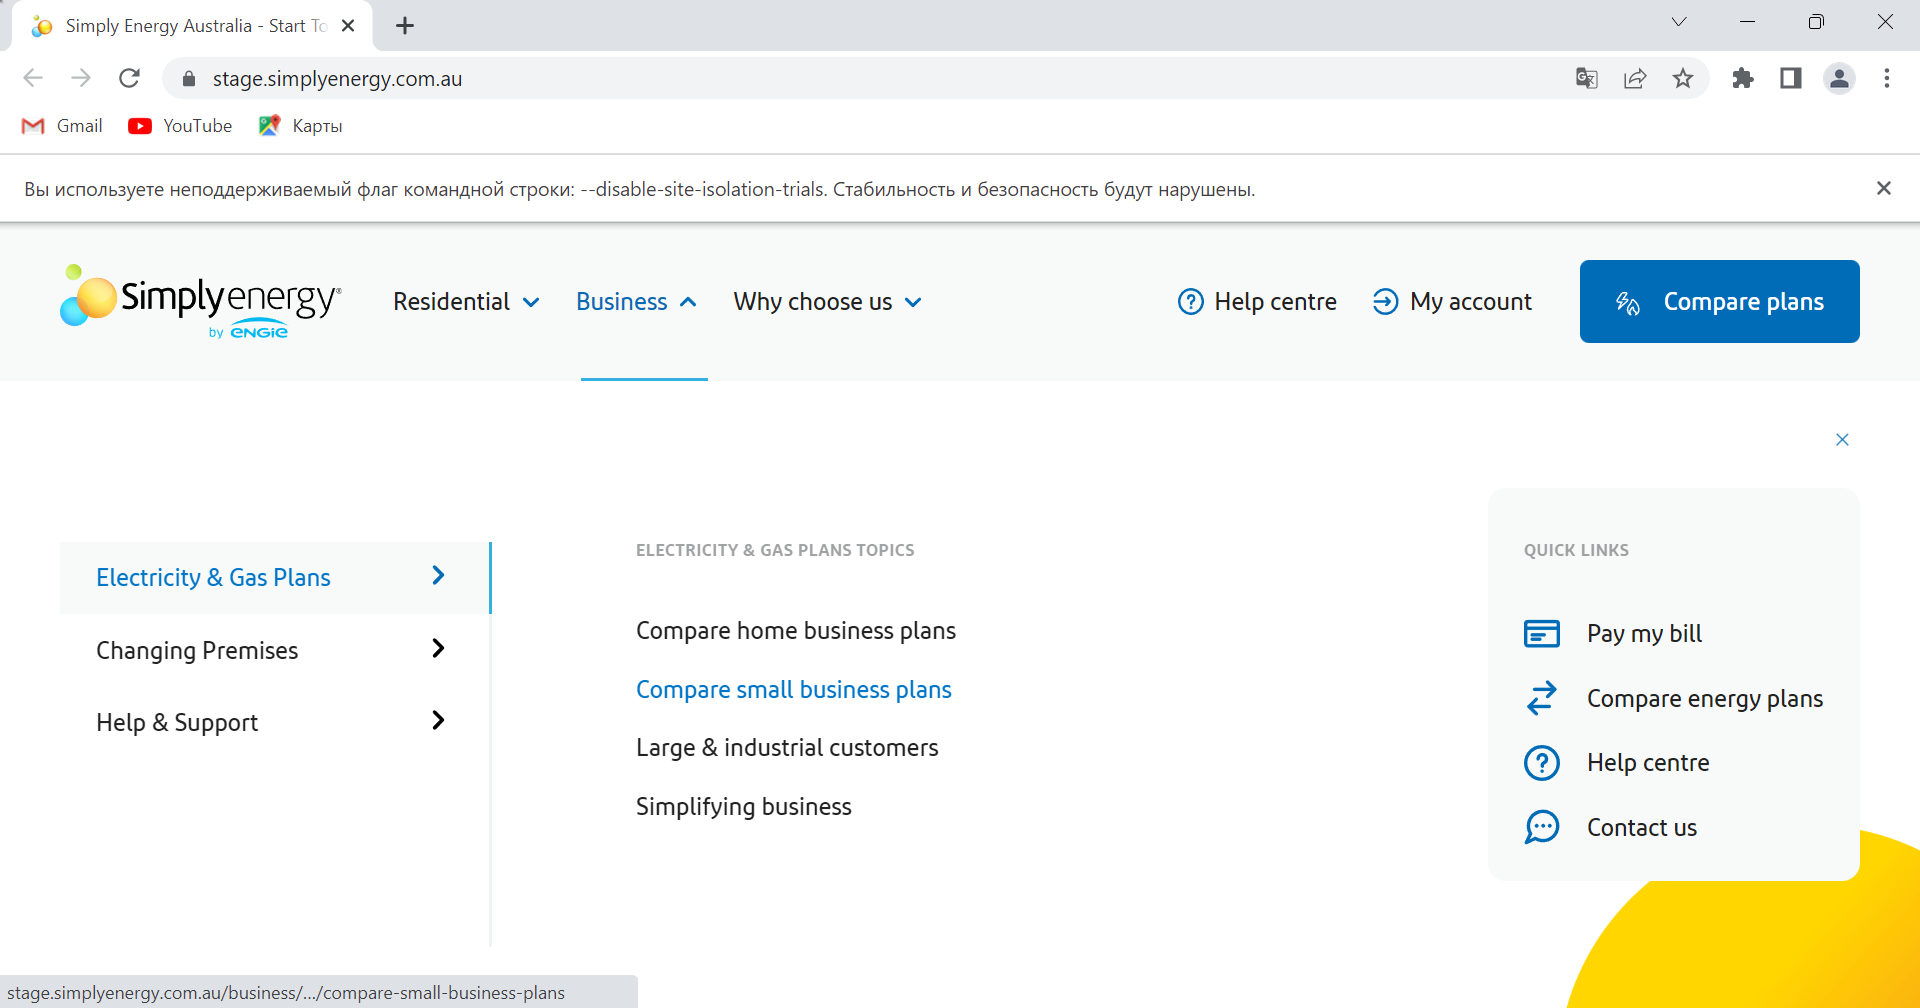 Simply Energy Australia - Start To
stage.simplyenergy.com.au
Gmail YouTube Карты
Вы используете неподдерживаемый флаг командной строки: --disable-site-isolation-trials. Стабильность и безопасность будут нарушены.
Simplyenergy®
by ENGIE
Residential Business Why choose us Help centre My account Compare plans
ELECTRICITY & GAS PLANS TOPICS
QUICK LINKS
Electricity & Gas Plans
Changing Premises
Help & Support
Compare home business plans
Compare small business plans
Large & industrial customers
Simplifying business
Pay my bill
Compare energy plans
Help centre
Contact us
stage.simplyenergy.com.au/business/.../compare-small-business-plans